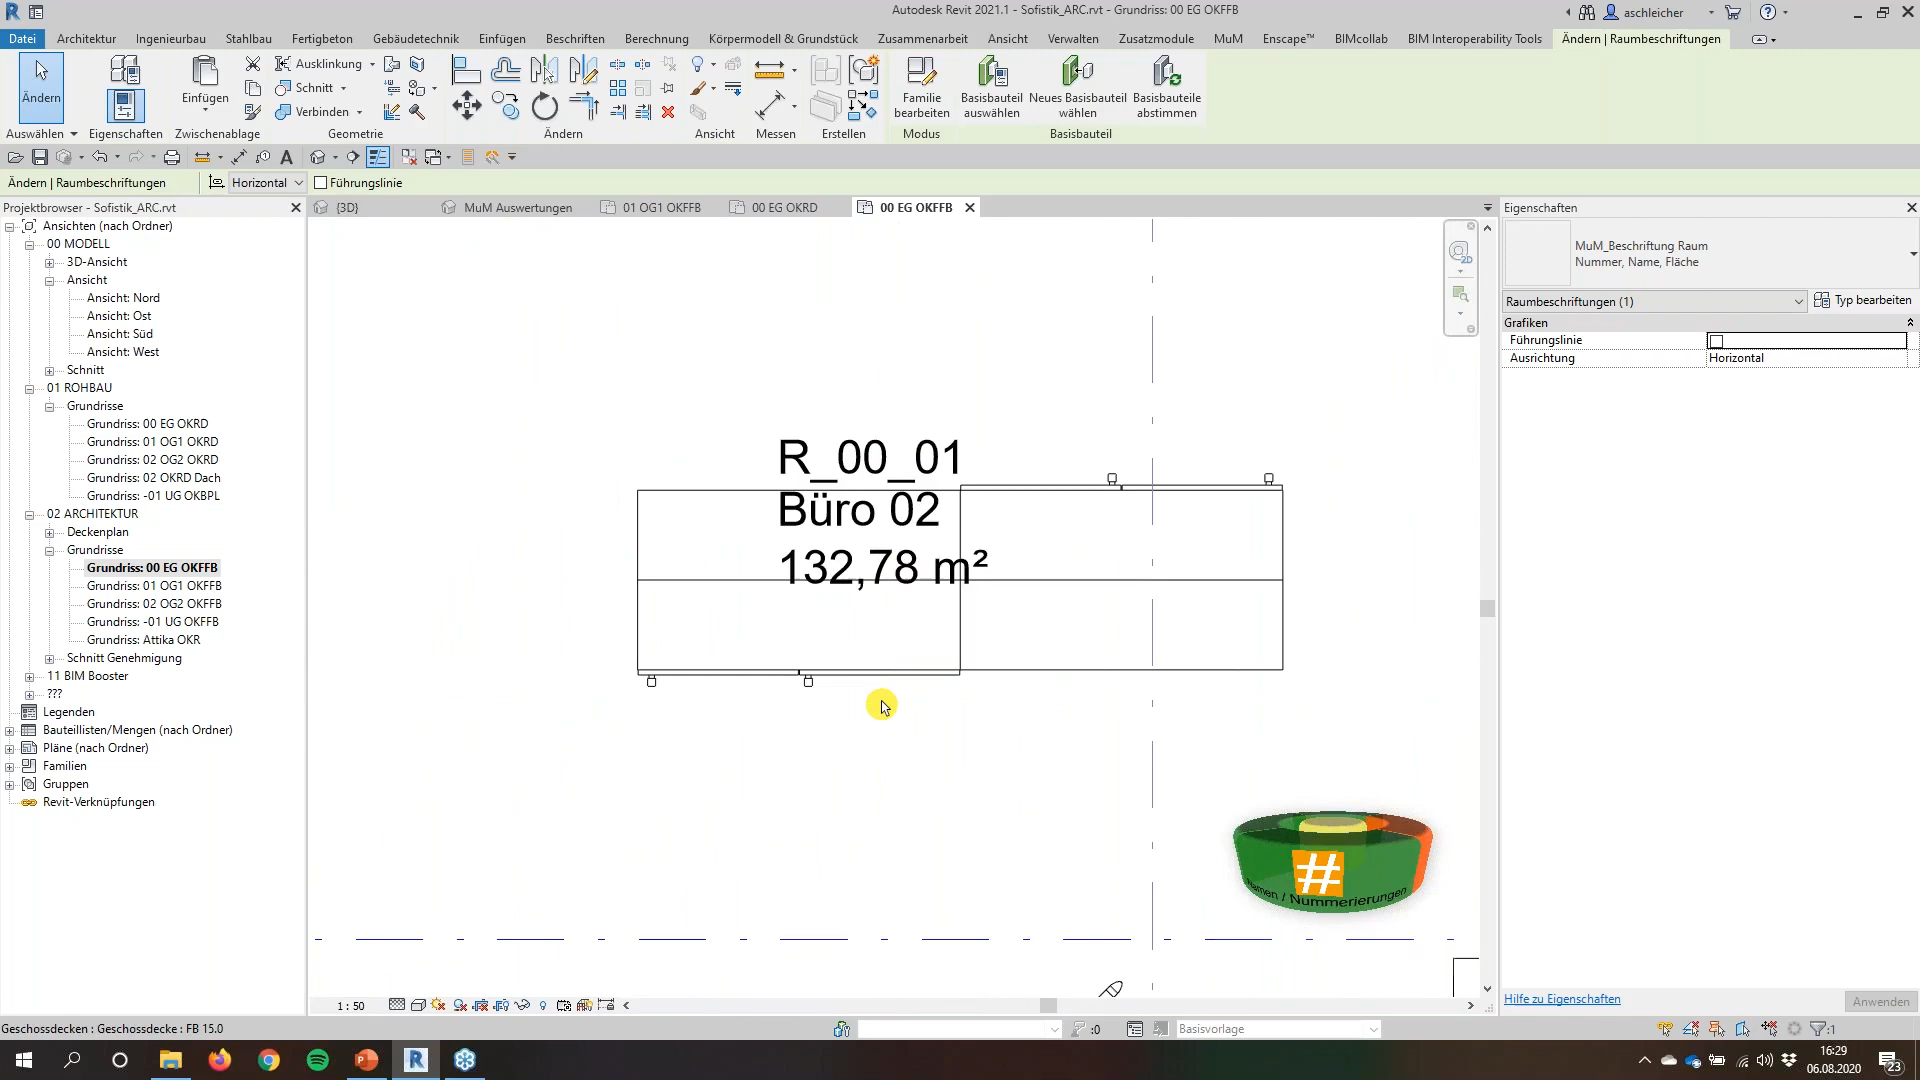 Autodesk Revit 2021.1 - Sofistik_ARC.rvt - Grundriss: 00 EG OKFFB
aschleicher
Datei Architektur Ingenieurbau Stahlbau Fertigbeton Gebäudetechnik Einfügen Beschriften Berechnung Körpermodell & Grundstück Zusammenarbeit Ansicht Verwalten Zusatzmodule MuM Enscape™ BIMcollab BIM Interoperability Tools Ändern | Raumbeschriftungen
Ausklinkung
Schnitt
Verbinden
Ändern
Einfügen
Familie bearbeiten
Basisbauteil auswählen
Neues Basisbauteil wählen
Basisbauteile abstimmen
Auswählen Eigenschaften Zwischenablage Geometrie Ändern Ansicht Messen Erstellen Modus Basisbauteil
Ändern | Raumbeschriftungen Horizontal Führungslinie
Projektbrowser - Sofistik_ARC.rvt
{3D} MuM Auswertungen 01 OG1 OKFFB 00 EG OKRD 00 EG OKFFB
Ansichten (nach Ordner)
00 MODELL
3D-Ansicht
Ansicht
Ansicht: Nord
Ansicht: Ost
Ansicht: Süd
Ansicht: West
Schnitt
01 ROHBAU
Grundrisse
Grundriss: 00 EG OKRD
Grundriss: 01 OG1 OKRD
Grundriss: 02 OG2 OKRD
Grundriss: 02 OKRD Dach
Grundriss: -01 UG OKBPL
02 ARCHITEKTUR
Deckenplan
Grundrisse
Grundriss: 00 EG OKFFB
Grundriss: 01 OG1 OKFFB
Grundriss: 02 OG2 OKFFB
Grundriss: -01 UG OKFFB
Grundriss: Attika OKR
Schnitt Genehmigung
11 BIM Booster
???
Legenden
Bauteillisten/Mengen (nach Ordner)
Pläne (nach Ordner)
Familien
Gruppen
Revit-Verknüpfungen
R_00_01
Büro 02
132,78 m²
2D
#
Namen / Nummerierungen
Eigenschaften
MuM_Beschriftung Raum
Nummer, Name, Fläche
Raumbeschriftungen (1) Typ bearbeiten
Grafiken
Führungslinie
Ausrichtung Horizontal
Hilfe zu Eigenschaften Anwenden
1 : 50
Geschossdecken : Geschossdecke : FB 15.0
:0
Basisvorlage
:1
16:29
06.08.2020
23